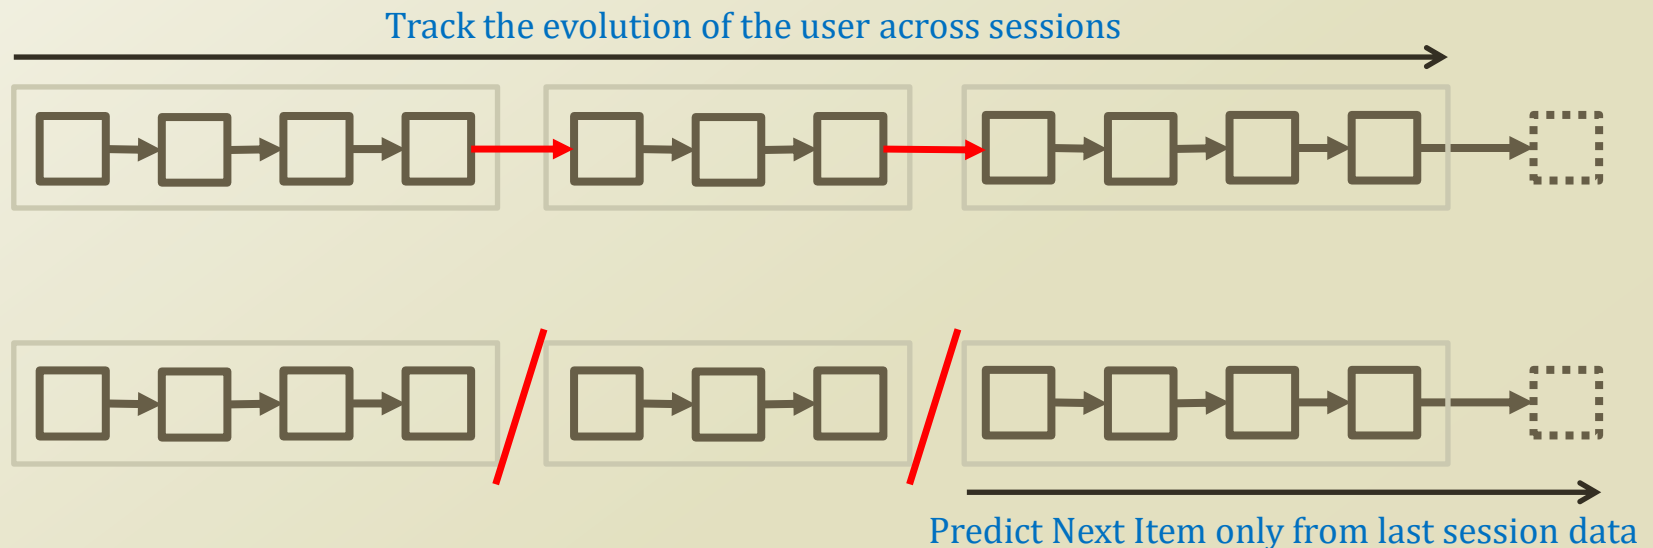 Track the evolution of the user across sessions
Predict Next Item only from last session data